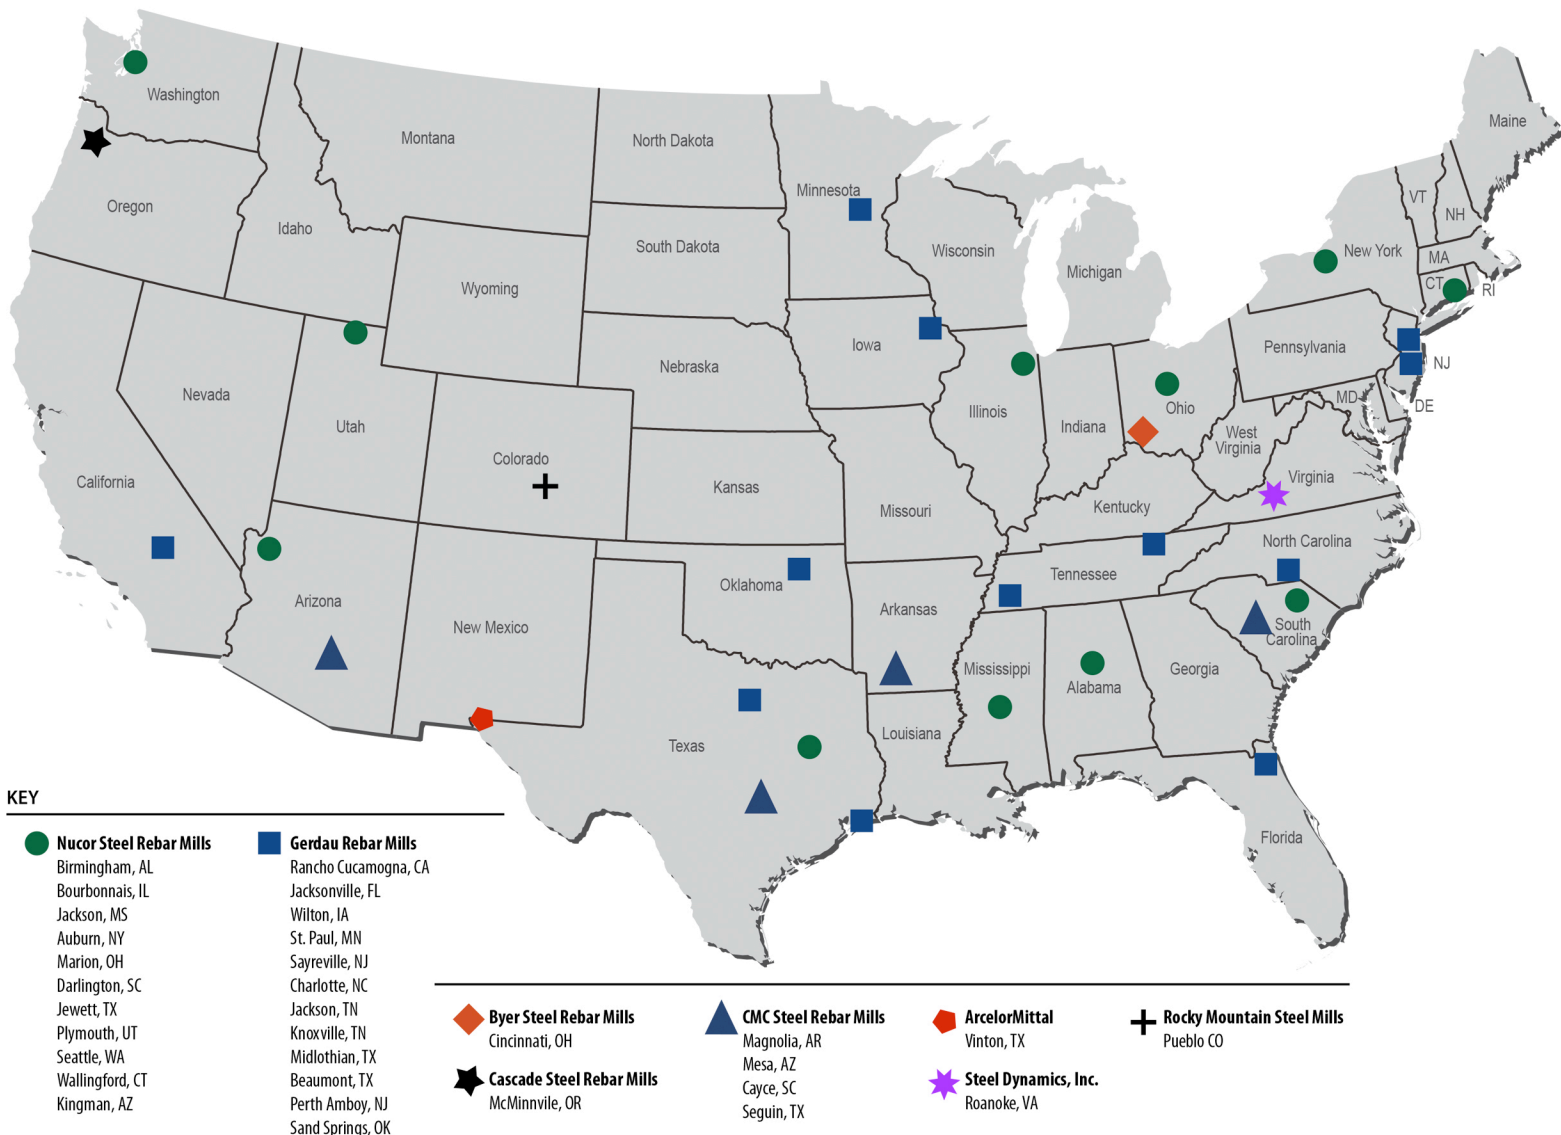 Washington
Montana
North Dakota
Minnesota
Maine
Oregon
Idaho
South Dakota
Wisconsin
Michigan
New York
VT
NH
MA
CT
RI
Wyoming
Iowa
Pennsylvania
NJ
Nebraska
Nevada
Utah
Illinois
Indiana
Ohio
MD
DE
West
Virginia
Virginia
Colorado
California
Kansas
Missouri
Kentucky
North Carolina
Arizona
New Mexico
Oklahoma
Arkansas
Tennessee
South
Carolina
Mississippi
Alabama
Georgia
Texas
Louisiana
Florida
KEY
Nucor Steel Rebar Mills
Birmingham, AL
Bourbonnais, IL
Jackson, MS
Auburn, NY
Marion, OH
Darlington, SC
Jewett, TX
Plymouth, UT
Seattle, WA
Wallingford, CT
Kingman, AZ
Gerdau Rebar Mills
Rancho Cucamogna, CA
Jacksonville, FL
Wilton, IA
St. Paul, MN
Sayreville, NJ
Charlotte, NC
Jackson, TN
Knoxville, TN
Midlothian, TX
Beaumont, TX
Perth Amboy, NJ
Sand Springs, OK
Byer Steel Rebar Mills
Cincinnati, OH
Cascade Steel Rebar Mills
McMinnvile, OR
CMC Steel Rebar Mills
Magnolia, AR
Mesa, AZ
Cayce, SC
Seguin, TX
ArcelorMittal
Vinton, TX
Steel Dynamics, Inc.
Roanoke, VA
Rocky Mountain Steel Mills
Pueblo CO